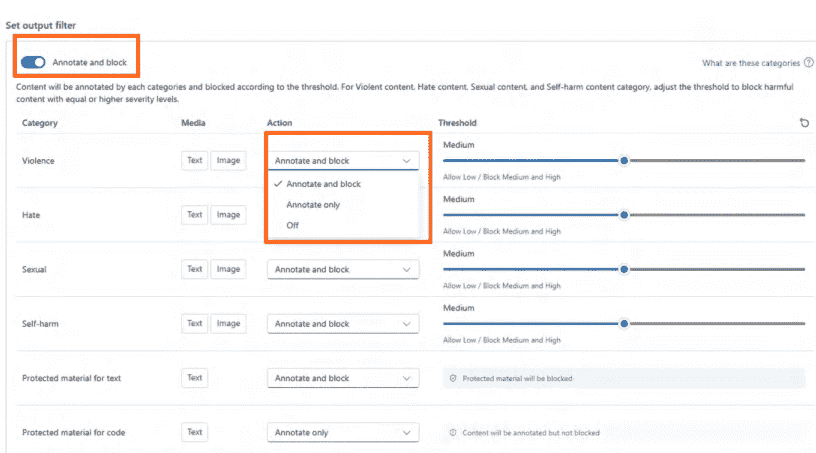 Set output filter
Annotate and block
What are these categories
Content will be annotated by each categories and blocked according to the threshold. For Violent content, Hate content, Sexual content, and Self-harm content category, adjust the threshold to block harmful
content with equal or higher severity levels.
Category Media Action Threshold
Violence Text Image Annotate and block Medium
Allow Low / Block Medium and High
Annotate and block
Annotate only
Off
Hate Text Image Medium
Allow Low / Block Medium and High
Sexual Text Image Annotate and block Medium
Allow Low / Block Medium and High
Self-harm Text Image Annotate and block Medium
Allow Low / Block Medium and High
Protected material for text Text Annotate and block Protected material will be blocked
Protected material for code Text Annotate only Content will be annotated but not blocked